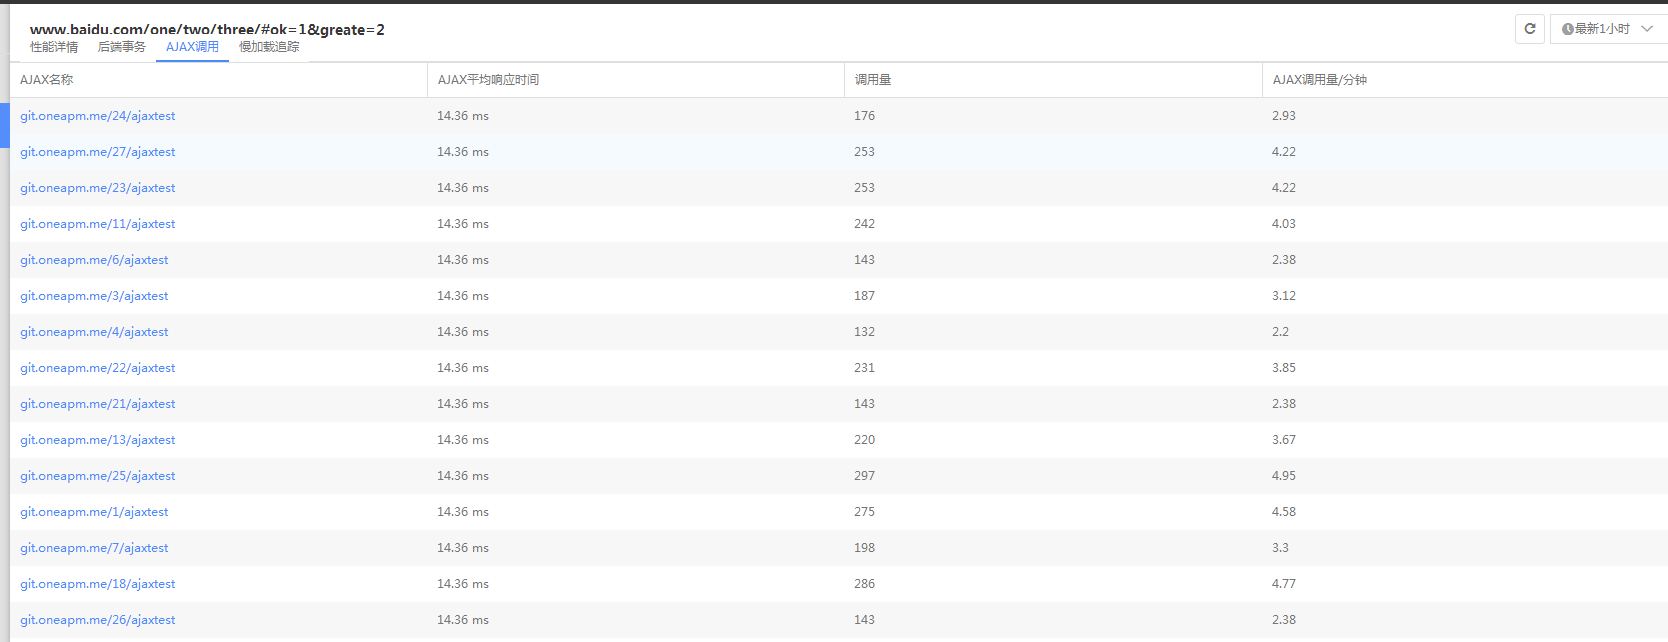 www.baidu.com/one/two/three/#ok=1&greate=2
最新1小时
性能详情 后端事务 AJAX调用 慢加载追踪
AJAX名称 AJAX平均响应时间 调用量 AJAX调用量/分钟
git.oneapm.me/24/ajaxtest 14.36 ms 176 2.93
git.oneapm.me/27/ajaxtest 14.36 ms 253 4.22
git.oneapm.me/23/ajaxtest 14.36 ms 253 4.22
git.oneapm.me/11/ajaxtest 14.36 ms 242 4.03
git.oneapm.me/6/ajaxtest 14.36 ms 143 2.38
git.oneapm.me/3/ajaxtest 14.36 ms 187 3.12
git.oneapm.me/4/ajaxtest 14.36 ms 132 2.2
git.oneapm.me/22/ajaxtest 14.36 ms 231 3.85
git.oneapm.me/21/ajaxtest 14.36 ms 143 2.38
git.oneapm.me/13/ajaxtest 14.36 ms 220 3.67
git.oneapm.me/25/ajaxtest 14.36 ms 297 4.95
git.oneapm.me/1/ajaxtest 14.36 ms 275 4.58
git.oneapm.me/7/ajaxtest 14.36 ms 198 3.3
git.oneapm.me/18/ajaxtest 14.36 ms 286 4.77
git.oneapm.me/26/ajaxtest 14.36 ms 143 2.38